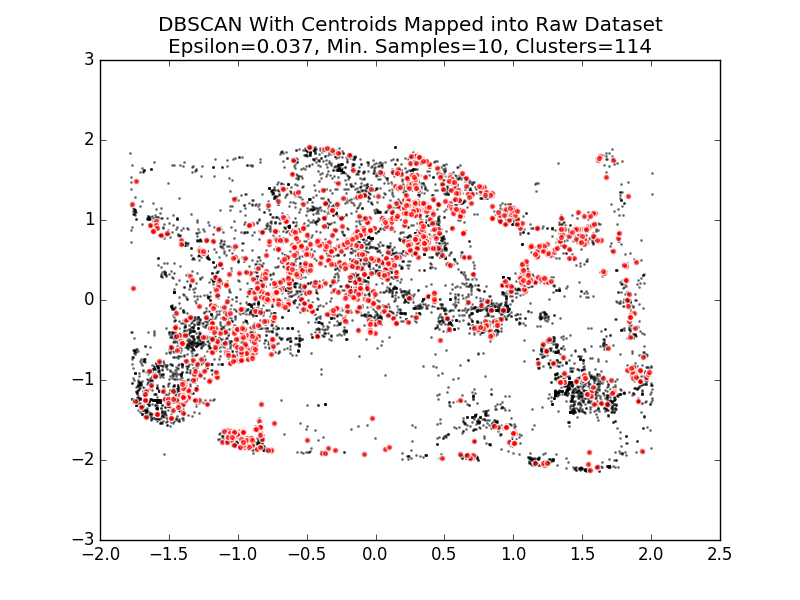 DBSCAN With Centroids Mapped into Raw Dataset
Epsilon=0.037, Min. Samples=10, Clusters=114
3
2
1
0
−1
−2
−3
−2.0 −1.5 −1.0 −0.5 0.0 0.5 1.0 1.5 2.0 2.5